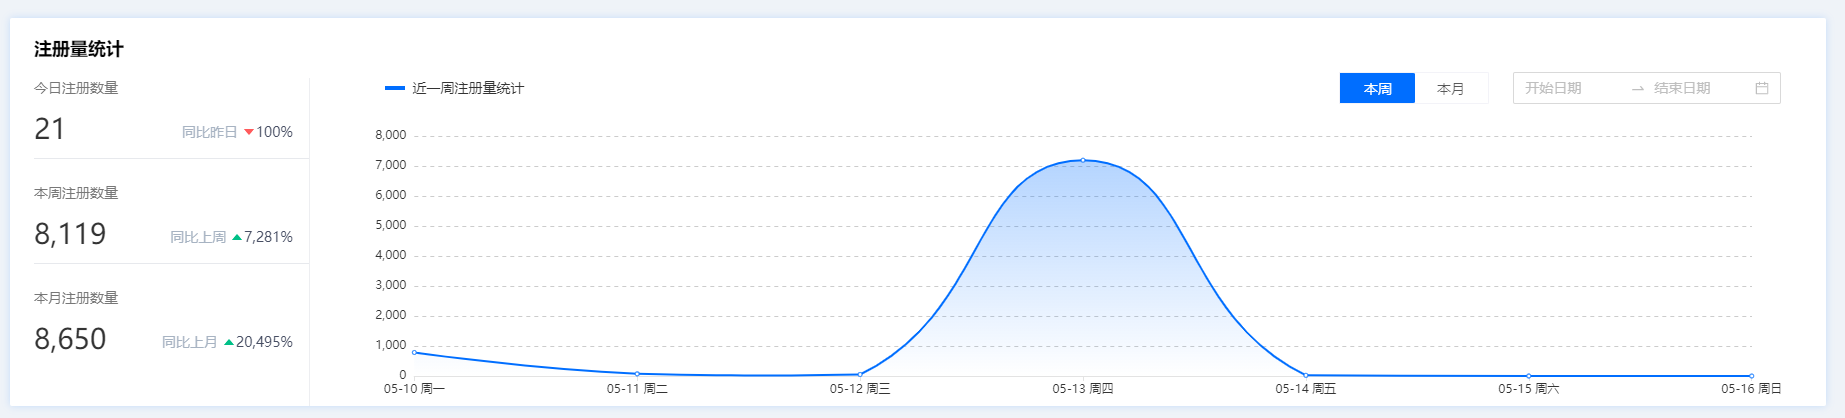 注册量统计
今日注册数量
21
同比昨日 100%
本周注册数量
8,119
同比上周 7,281%
本月注册数量
8,650
同比上月 20,495%
近一周注册量统计
本周
本月
开始日期
结束日期
8,000
7,000
6,000
5,000
4,000
3,000
2,000
1,000
0
05-10 周一
05-11 周二
05-12 周三
05-13 周四
05-14 周五
05-15 周六
05-16 周日